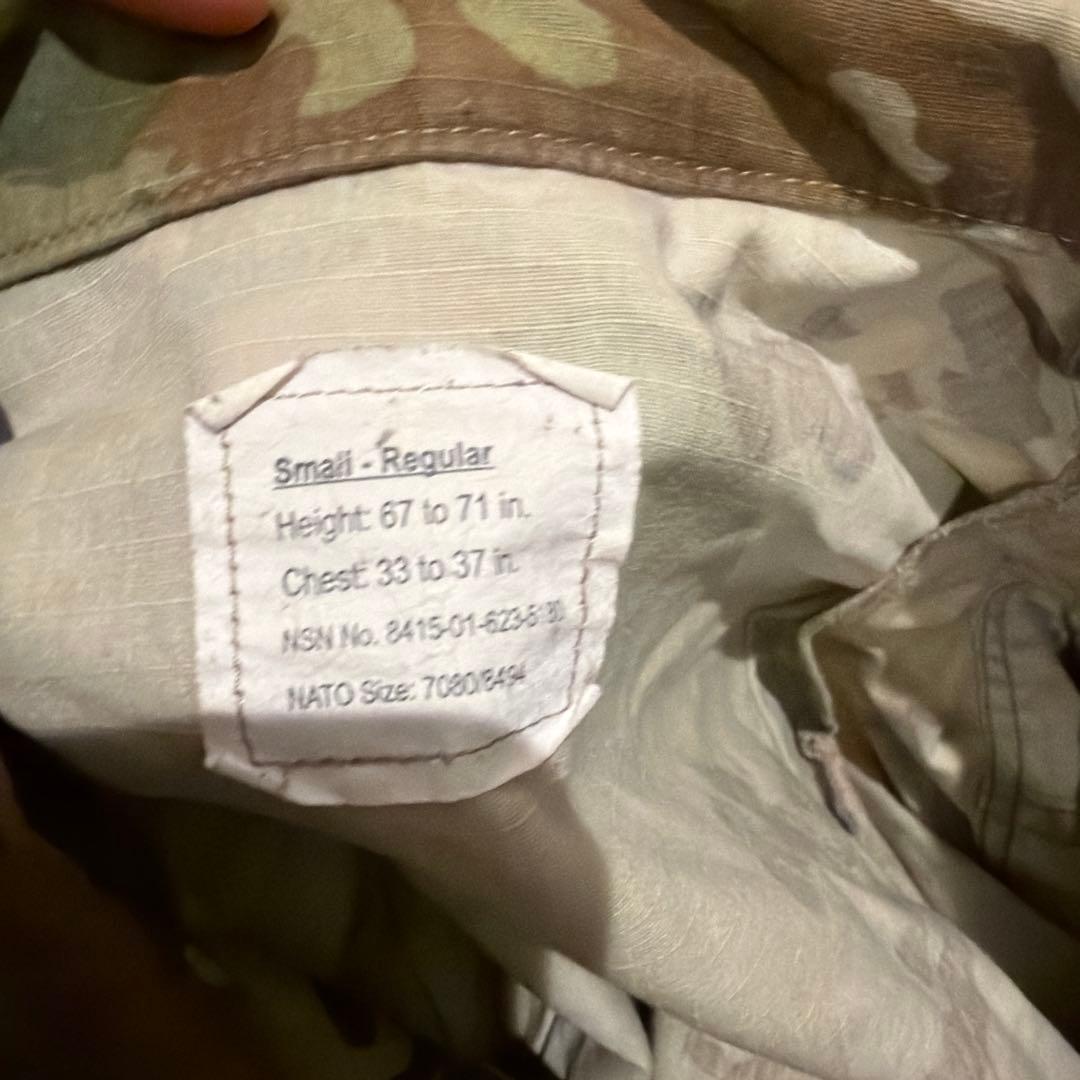 Small - Regular
Height: 67 to 71 in.
Chest: 33 to 37 in.
NSN No.
NATO Size: 7080/8494